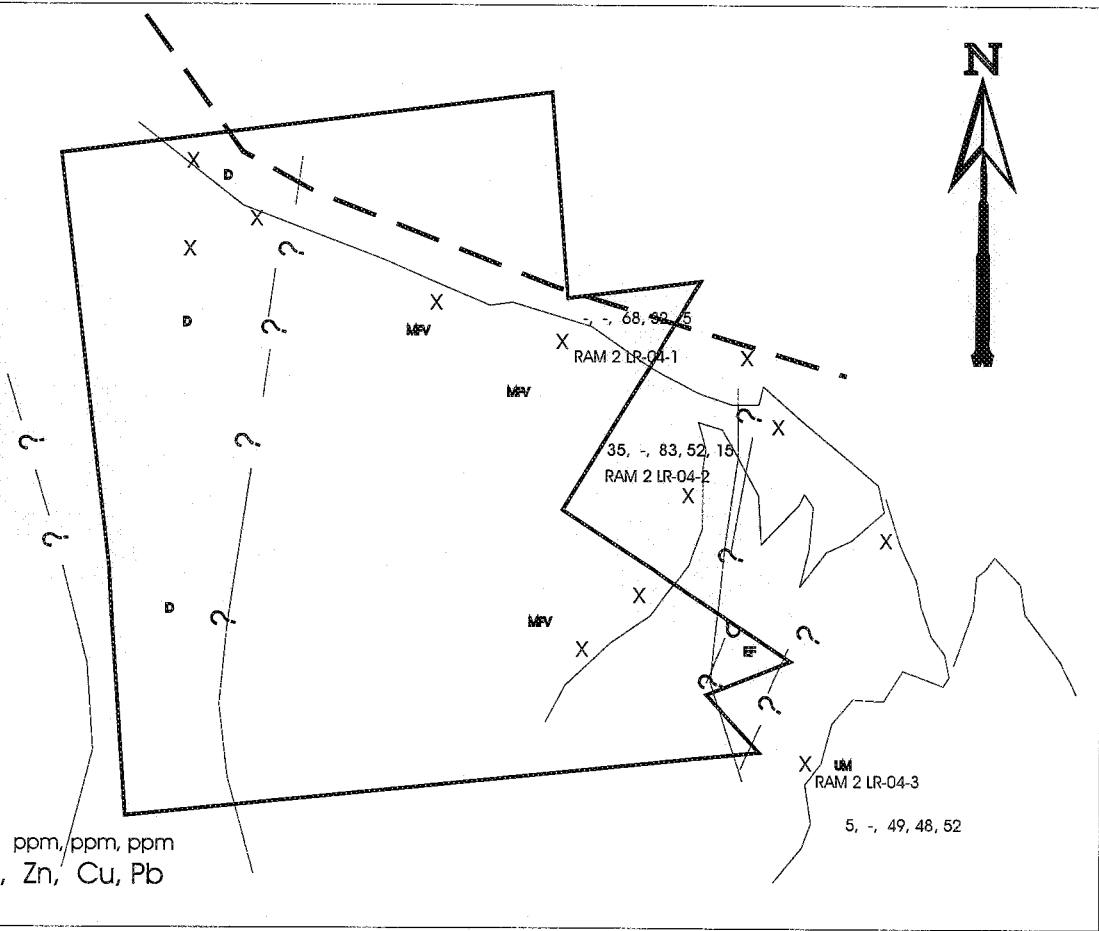 N
D
X
X
X
?
?
D
X
MFV
-, -, 68, 32, 5
X
RAM 2 LR-04-1
X
MFV
?
X
?
?
35, -, 83, 52, 15
RAM 2 LR-04-2
X
?
X
?
X
D
?
MFV
X
?
EF
?
?
X
UM
RAM 2 LR-04-3
5, -, 49, 48, 52
ppm, ppm, ppm
, Zn, Cu, Pb